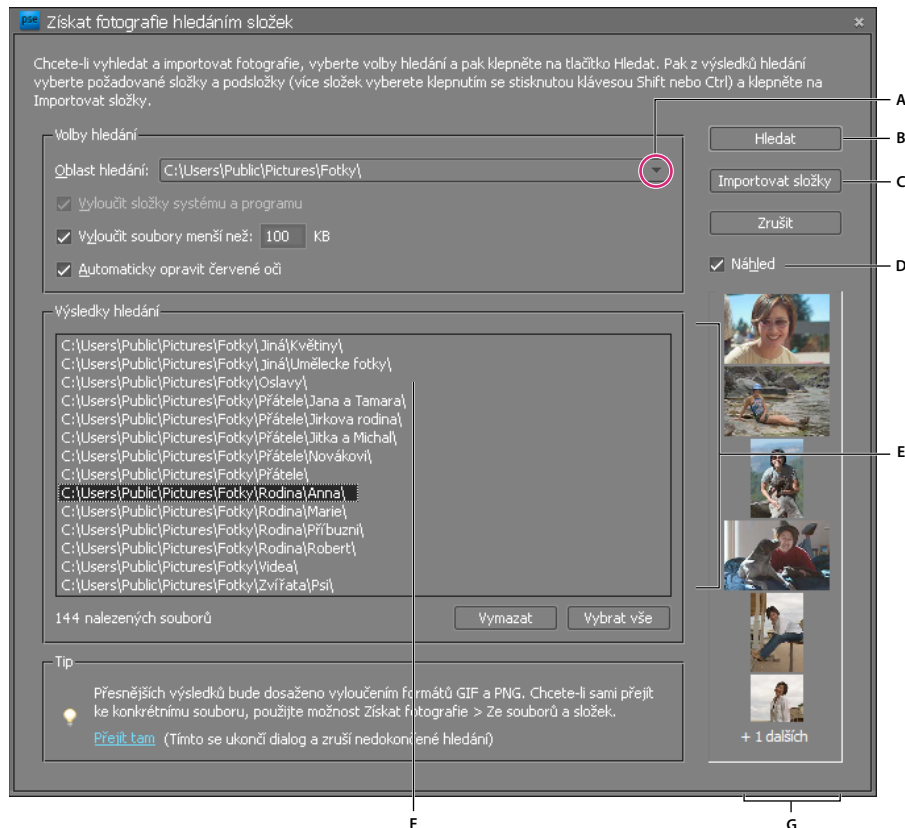 pse Získat fotografie hledáním složek
Chcete-li vyhledat a importovat fotografie, vyberte volby hledání a pak klepněte na tlačítko Hledat. Pak z výsledků hledání
vyberte požadované složky a podsložky (více složek vyberete klepnutím se stisknutou klávesou Shift nebo Ctrl) a klepněte na
Importovat složky.
A
Volby hledání
Hledat
B
Oblast hledání: C:\Users\Public\Pictures\Fotky\
Importovat složky
C
Vyloučit složky systému a programu
Zrušit
Vyloučit soubory menší než: 100 KB
Automaticky opravit červené oči
Náhled
D
Výsledky hledání
C:\Users\Public\Pictures\Fotky\Jiná\Květiny\
C:\Users\Public\Pictures\Fotky\Jiná\Umělecke fotky\
C:\Users\Public\Pictures\Fotky\Oslavy\
C:\Users\Public\Pictures\Fotky\Přátele\Jana a Tamara\
C:\Users\Public\Pictures\Fotky\Přátele\Jirkova rodina\
C:\Users\Public\Pictures\Fotky\Přátele\Jitka a Michal\
C:\Users\Public\Pictures\Fotky\Přátele\Novákovi\
E
C:\Users\Public\Pictures\Fotky\Přátele\
C:\Users\Public\Pictures\Fotky\Rodina\Anna\
C:\Users\Public\Pictures\Fotky\Rodina\Marie\
C:\Users\Public\Pictures\Fotky\Rodina\Příbuzni\
C:\Users\Public\Pictures\Fotky\Rodina\Robert\
C:\Users\Public\Pictures\Fotky\Videa\
C:\Users\Public\Pictures\Fotky\Zvířata\Psi\
144 nalezených souborů
Vymazat
Vybrat vše
Tip
Přesnějších výsledků bude dosaženo vyloučením formátů GIF a PNG. Chcete-li sami přejít
ke konkrétnímu souboru, použijte možnost Získat fotografie > Ze souborů a složek.
Přejít tam (Tímto se ukončí dialog a zruší nedokončené hledání)
+ 1 dalších
F
G